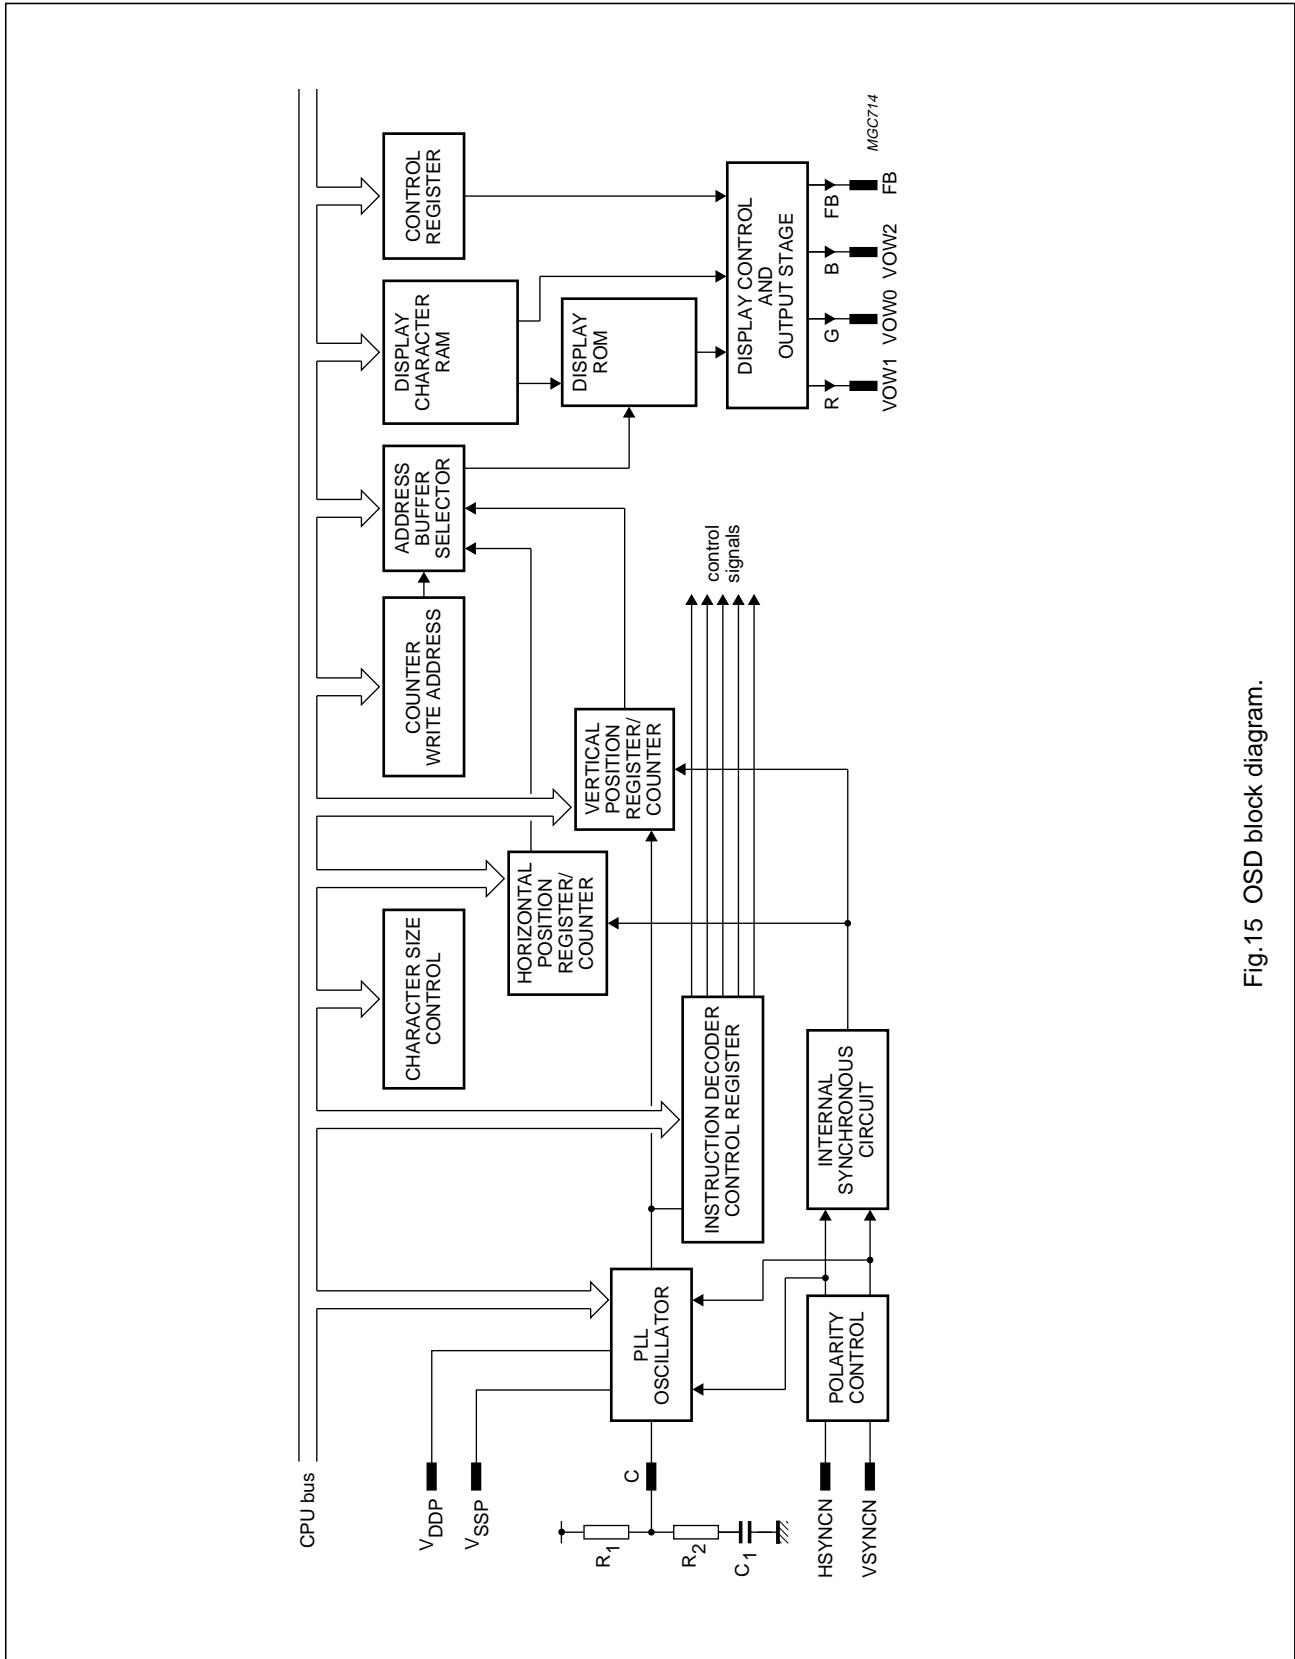 CPU bus
VDDP
VSSP
C
R1
R2
C1
HSYNCN
VSYNCN
PLL
OSCILLATOR
POLARITY
CONTROL
INSTRUCTION DECODER
CONTROL REGISTER
INTERNAL
SYNCHRONOUS
CIRCUIT
CHARACTER SIZE
CONTROL
HORIZONTAL
POSITION
REGISTER/
COUNTER
VERTICAL
POSITION
REGISTER/
COUNTER
control
signals
COUNTER
WRITE ADDRESS
ADDRESS
BUFFER
SELECTOR
DISPLAY
CHARACTER
RAM
DISPLAY
ROM
CONTROL
REGISTER
DISPLAY CONTROL
AND
OUTPUT STAGE
R
G
B
FB
VOW1
VOW0
VOW2
FB
MGC714
Fig.15 OSD block diagram.